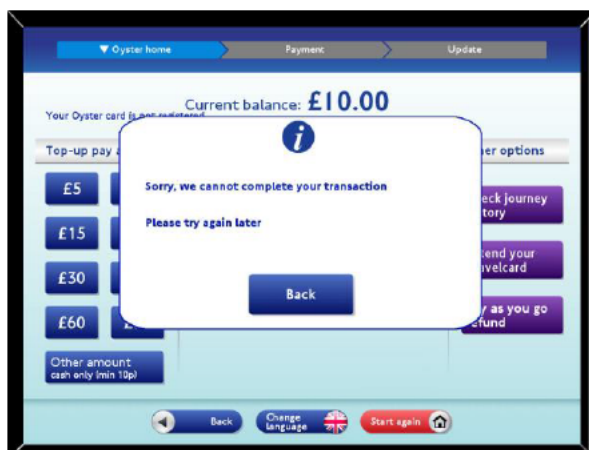 Oyster home
Payment
Update
Current balance: £10.00
Your Oyster card is not registered
Top-up pay a
er options
£5
£15
£30
£60
Other amount
cash only (min 10p)
i
Sorry, we cannot complete your transaction
Please try again later
Back
eck journey
tory
tend your
velcard
y as you go
efund
Back
Change
language
Start again